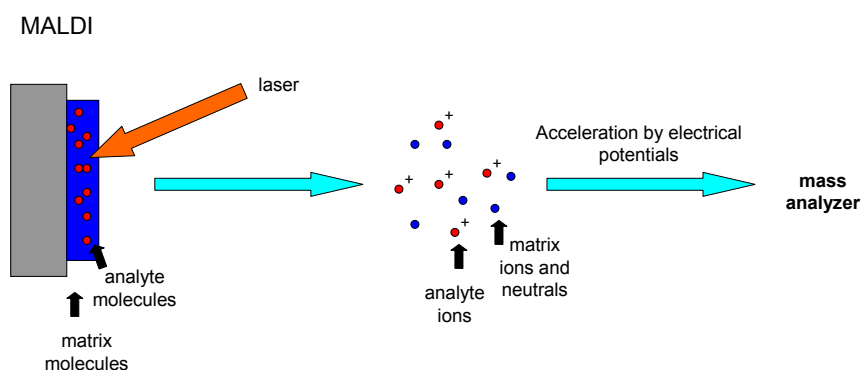 MALDI
laser
analyte
molecules
matrix
molecules
+
+
+
+
+
analyte
ions
matrix
ions and
neutrals
Acceleration by electrical
potentials
mass
analyzer